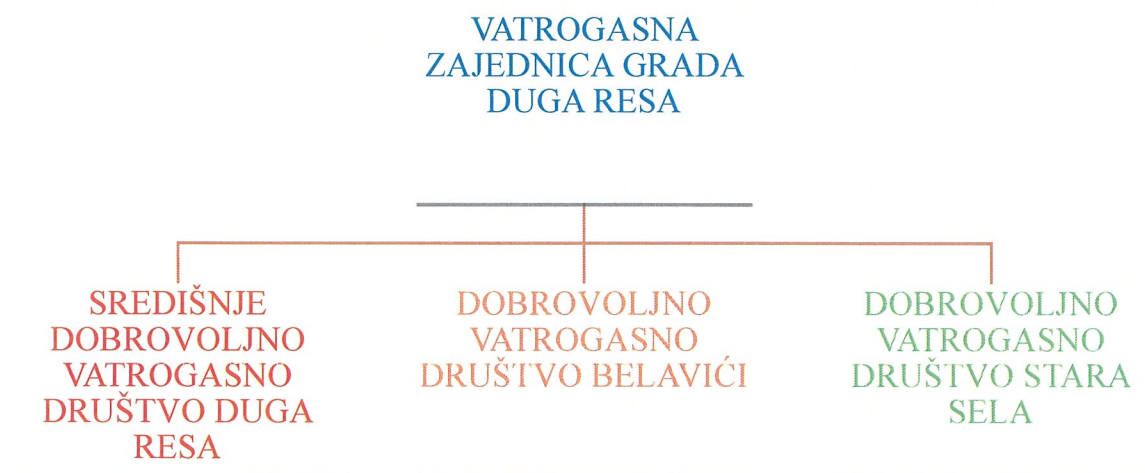 VATROGASNA
ZAJEDNICA GRADA
DUGA RESA
SREDIŠNJE
DOBROVOLJNO
VATROGASNO
DRUŠTVO DUGA
RESA
DOBROVOLJNO
VATROGASNO
DRUŠTVO BELAVIĆI
DOBROVOLJNO
VATROGASNO
DRUŠTVO STARA
SELA